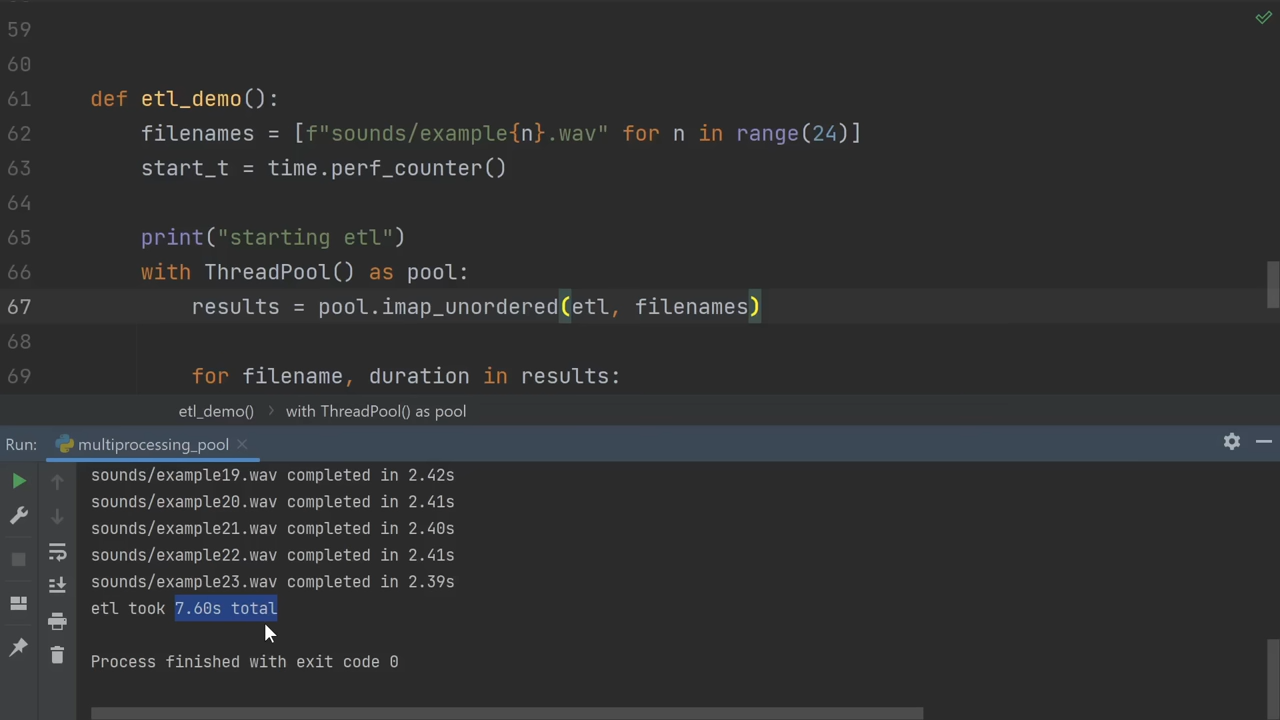 59
60
61 def etl_demo():
62 filenames = [f"sounds/example{n}.wav" for n in range(24)]
63 start_t = time.perf_counter()
64
65 print("starting etl")
66 with ThreadPool() as pool:
67 results = pool.imap_unordered(etl, filenames)
68
69 for filename, duration in results:
etl_demo() > with ThreadPool() as pool
Run: multiprocessing_pool
sounds/example19.wav completed in 2.42s
sounds/example20.wav completed in 2.41s
sounds/example21.wav completed in 2.40s
sounds/example22.wav completed in 2.41s
sounds/example23.wav completed in 2.39s
etl took 7.60s total
Process finished with exit code 0